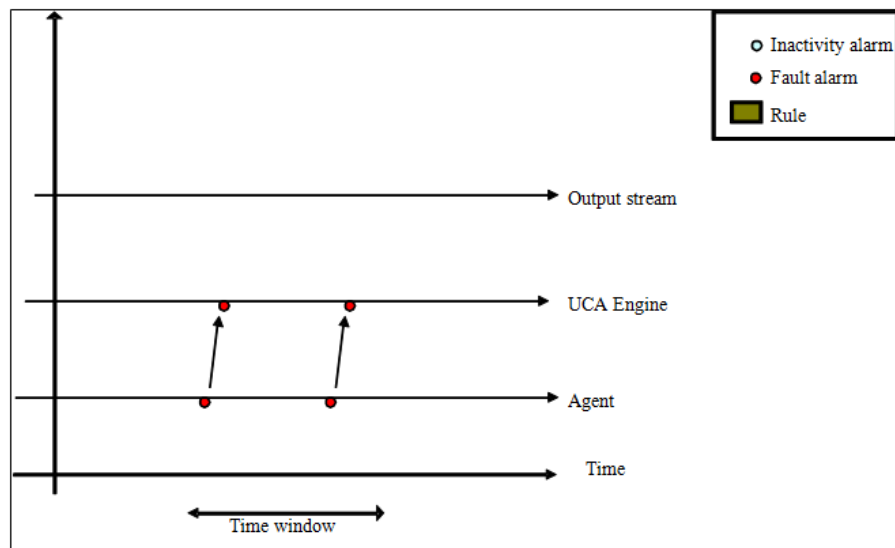 Inactivity alarm
Fault alarm
Rule
Output stream
UCA Engine
Agent
Time
Time window